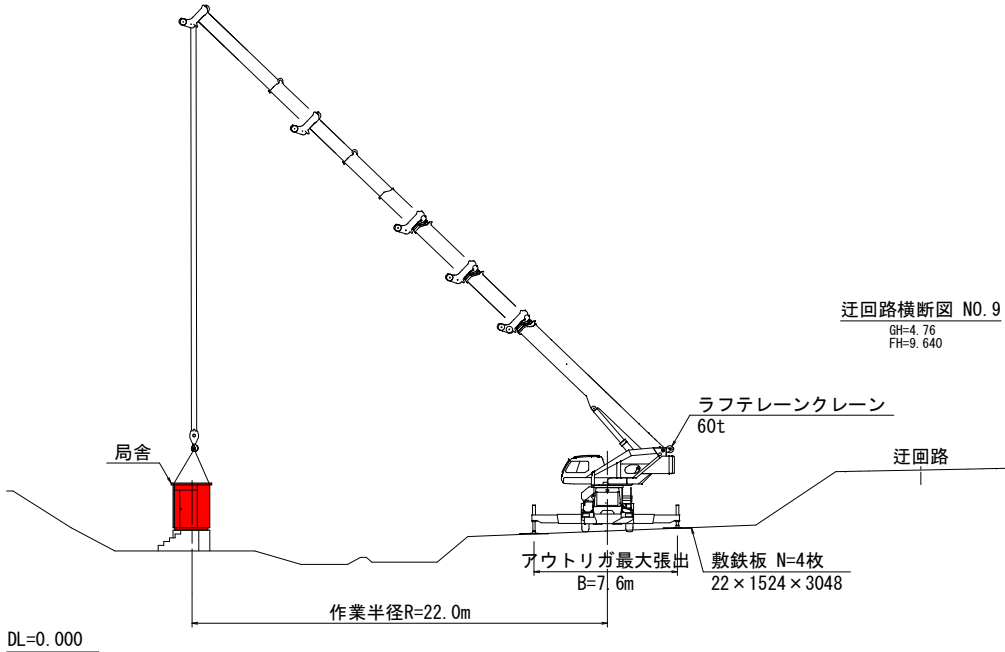 迂回路横断図 NO.9
GH=4.76
FH=9.640
ラフテレーンクレーン
60t
局舎
迂回路
アウトリガ最大張出
B=7.6m
敷鉄板 N=4枚
22×1524×3048
作業半径R=22.0m
DL=0.000